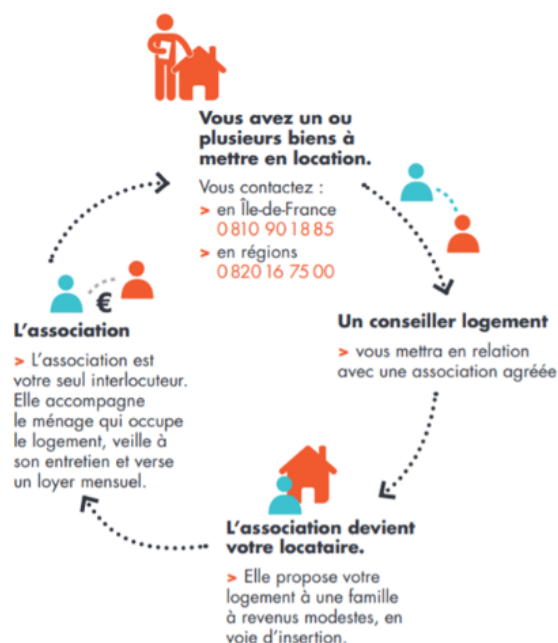 Vous avez un ou
plusieurs biens à
mettre en location.
Vous contactez :
> en Île-de-France
0 810 90 18 85
> en régions
0 820 16 75 00
Un conseiller logement
> vous mettra en relation
avec une association agréée
L'association devient
votre locataire.
> Elle propose votre
logement à une famille
à revenus modestes, en
voie d'insertion.
€
L'association
> L'association est
votre seul interlocuteur.
Elle accompagne
le ménage qui occupe
le logement, veille à
son entretien et verse
un loyer mensuel.